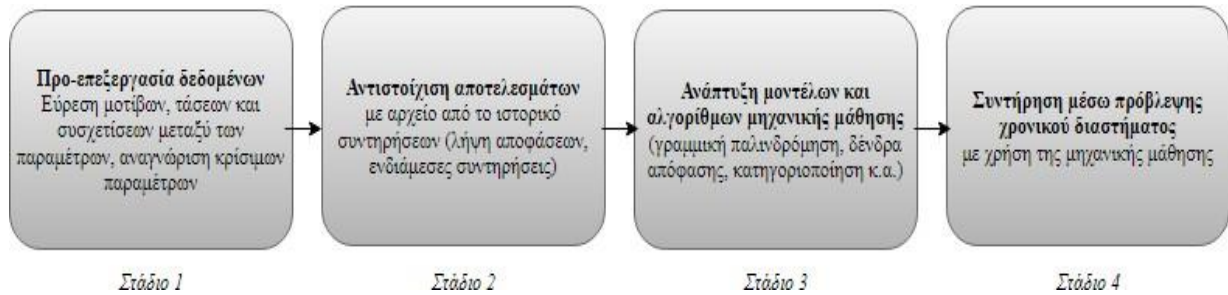 Προ-επεξεργασία δεδομένων
Εύρεση μοτίβων, τάσεων και
συσχετίσεων μεταξύ των
παραμέτρων, αναγνώριση κρίσιμων
παραμέτρων
Αντιστοίχιση αποτελεσμάτων
με αρχείο από το ιστορικό
συντηρήσεων (λήψη αποφάσεων,
ενδιάμεσες συντηρήσεις)
Ανάπτυξη μοντέλων και
αλγορίθμων μηχανικής μάθησης
(γραμμική παλινδρόμηση, δένδρα
απόφασης, κατηγοριοποίηση κ.α.)
Συντήρηση μέσω πρόβλεψης
χρονικού διαστήματος
με χρήση της μηχανικής μάθησης
Στάδιο 1
Στάδιο 2
Στάδιο 3
Στάδιο 4